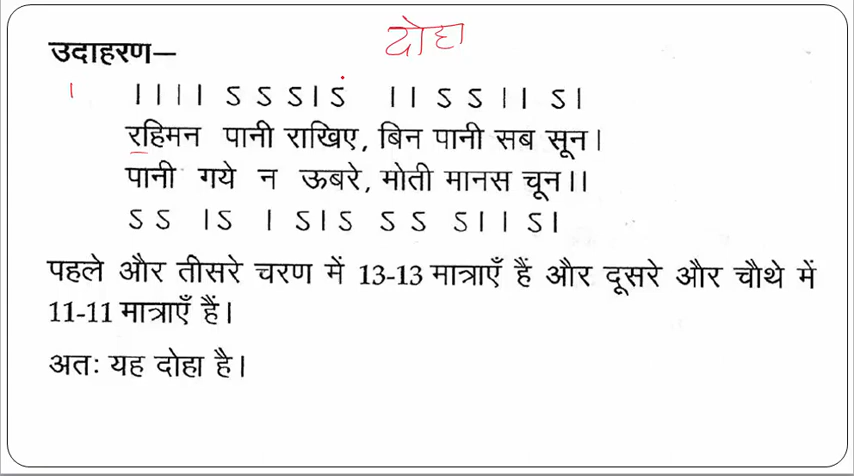 दोहा
उदाहरण—
। ।।।। ऽ ऽ ऽ। ऽ ।। ऽ ऽ ।। ऽ।
रहिमन पानी राखिए, बिन पानी सब सून।
पानी गये न ऊबरे, मोती मानस चून।।
ऽ ऽ ।ऽ । ऽ।ऽ ऽ ऽ ऽ।। ऽ।
पहले और तीसरे चरण में 13-13 मात्राएँ हैं और दूसरे और चौथे में
11-11 मात्राएँ हैं।
अतः यह दोहा है।